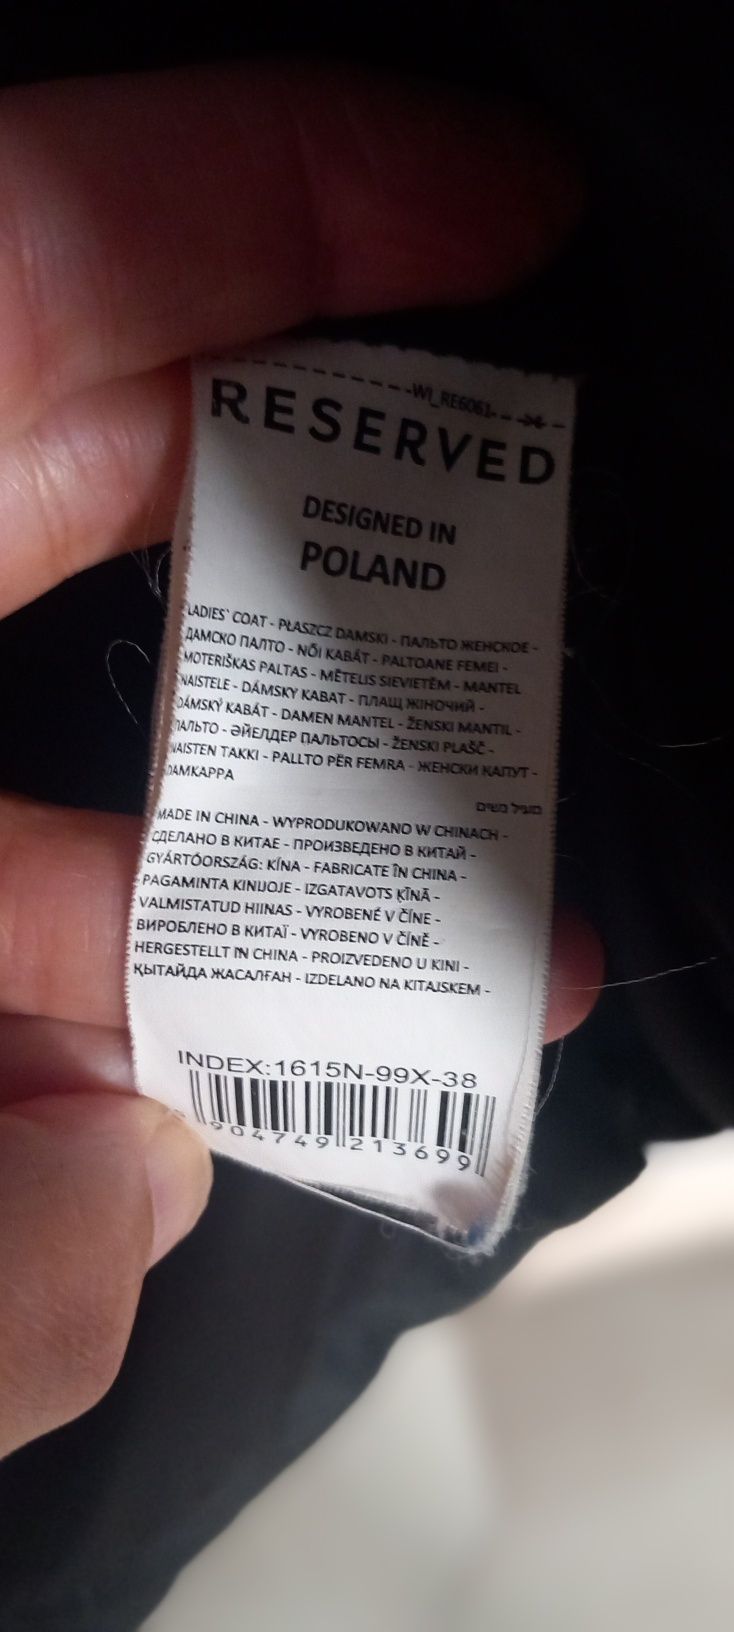 WI_RE6061
RESERVED
DESIGNED IN
POLAND
LADIES' COAT - PŁASZCZ DAMSKI - ПАЛЬТО ЖЕНСКОЕ -
ДАМСКО ПАЛТО - NŐI KABÁT - PALTOANE FEMEI -
MOTERIŠKAS PALTAS - MĒTELIS SIEVIETĒM - MANTEL
NAISTELE - DÁMSKY KABAT - ПЛАЩ ЖІНОЧИЙ -
DÁMSKÝ KABÁT - DAMEN MANTEL - ŽENSKI MANTIL -
ПАЛЬТО - ӘЙЕЛДЕР ПАЛЬТОСЫ - ŽENSKI PLAŠČ -
NAISTEN TAKKI - PALLTO PËR FEMRA - ЖЕНСКИ КАПУТ -
DAMKAPPA
מעיל נשים
MADE IN CHINA - WYPRODUKOWANO W CHINACH -
СДЕЛАНО В КИТАЕ - ПРОИЗВЕДЕНО В КИТАЙ -
GYÁRTÓORSZÁG: KÍNA - FABRICATE ÎN CHINA -
PAGAMINTA KINIJOJE - IZGATAVOTS ĶĪNĀ -
VALMISTATUD HIINAS - VYROBENÉ V ČÍNE -
ВИРОБЛЕНО В КИТАЇ - VYROBENO V ČÍNĚ -
HERGESTELLT IN CHINA - PROIZVEDENO U KINI -
ҚЫТАЙДА ЖАСАЛҒАН - IZDELANO NA KITAJSKEM -
INDEX:1615N-99X-38
904749 213699